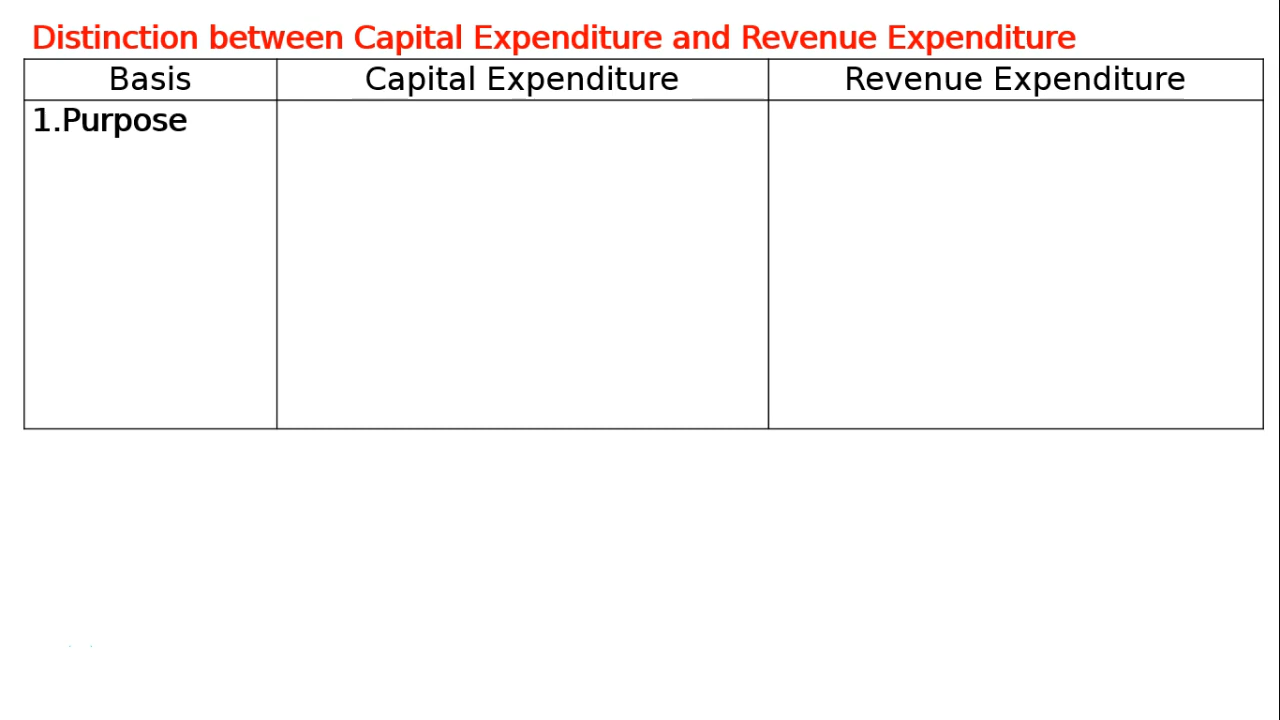 Distinction between Capital Expenditure and Revenue Expenditure
Basis Capital Expenditure Revenue Expenditure
1.Purpose